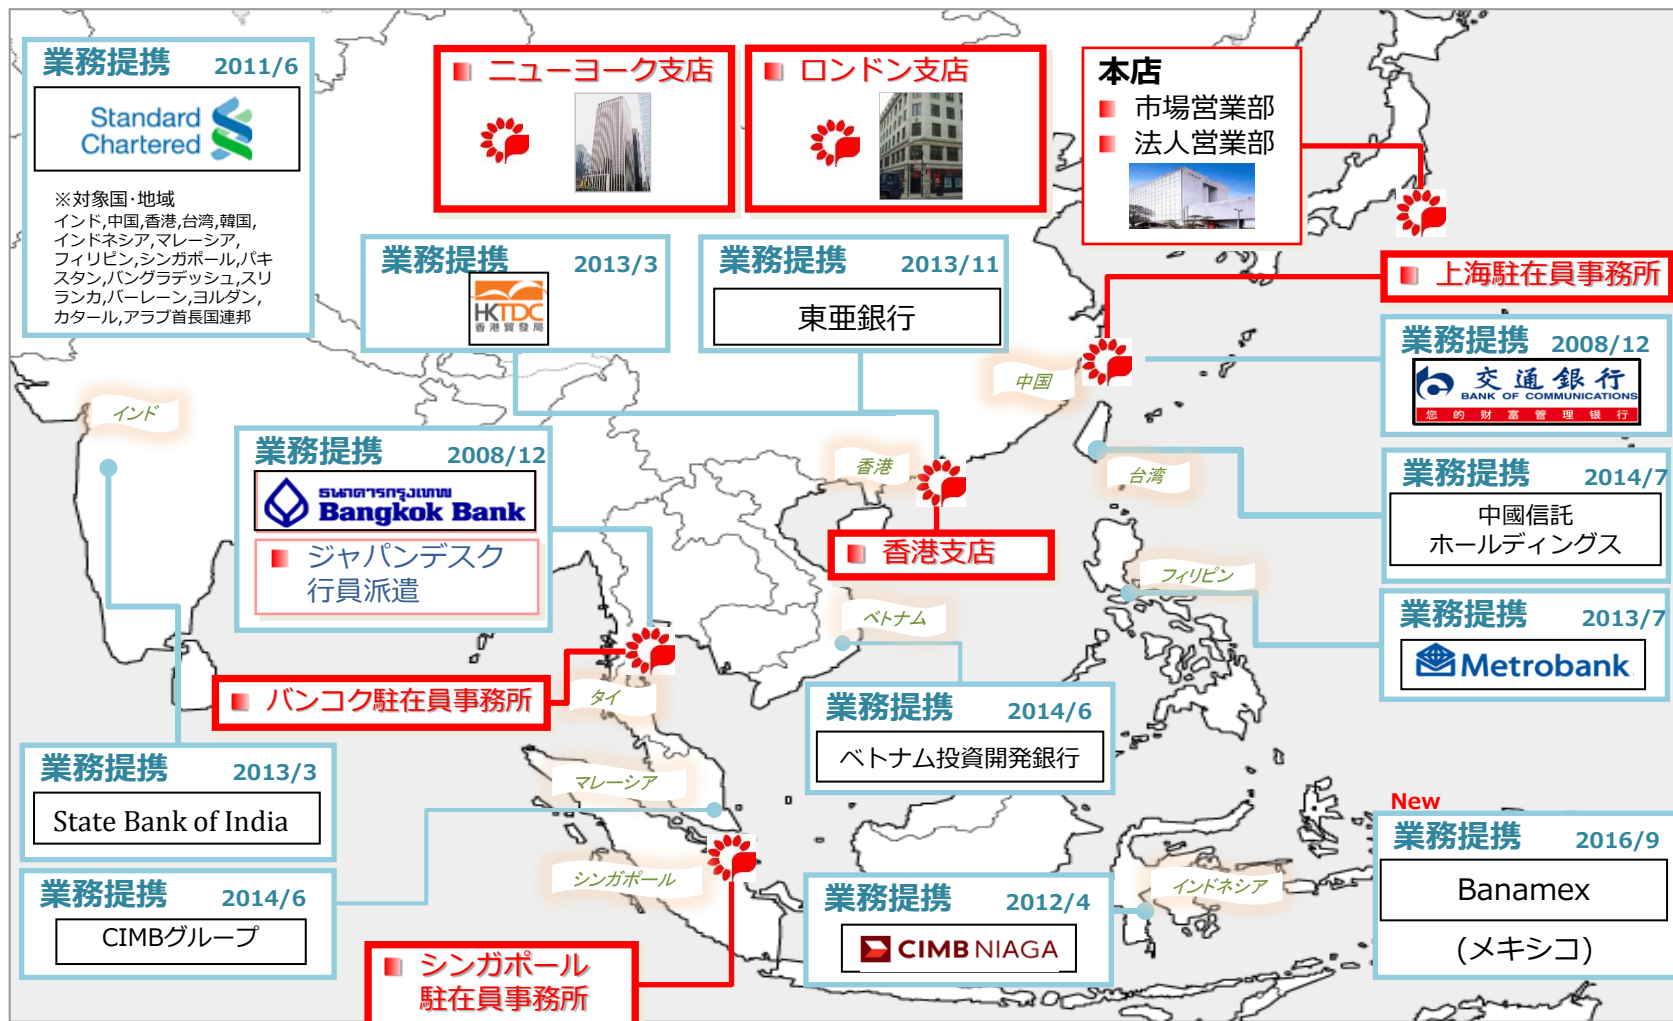 業務提携 2011/6
Standard
Chartered
※対象国・地域
インド,中国,香港,台湾,韓国,
インドネシア,マレーシア,
フィリピン,シンガポール,パキ
スタン,バングラデッシュ,スリ
ランカ,バーレーン,ヨルダン,
カタール,アラブ首長国連邦
ニューヨーク支店
ロンドン支店
本店
市場営業部
法人営業部
業務提携 2013/3
HKTDC
香港貿發局
業務提携 2013/11
東亜銀行
上海駐在員事務所
業務提携 2008/12
交通銀行
BANK OF COMMUNICATIONS
您的财富管理银行
中国
インド
業務提携 2008/12
ธนาคารกรุงเทพ
Bangkok Bank
ジャパンデスク
行員派遣
香港
台湾
業務提携 2014/7
中國信託
ホールディングス
香港支店
フィリピン
業務提携 2013/7
Metrobank
ベトナム
バンコク駐在員事務所
タイ
業務提携 2014/6
ベトナム投資開発銀行
業務提携 2013/3
State Bank of India
マレーシア
New
業務提携 2016/9
Banamex
(メキシコ)
業務提携 2014/6
CIMBグループ
シンガポール
業務提携 2012/4
CIMB NIAGA
インドネシア
シンガポール
駐在員事務所